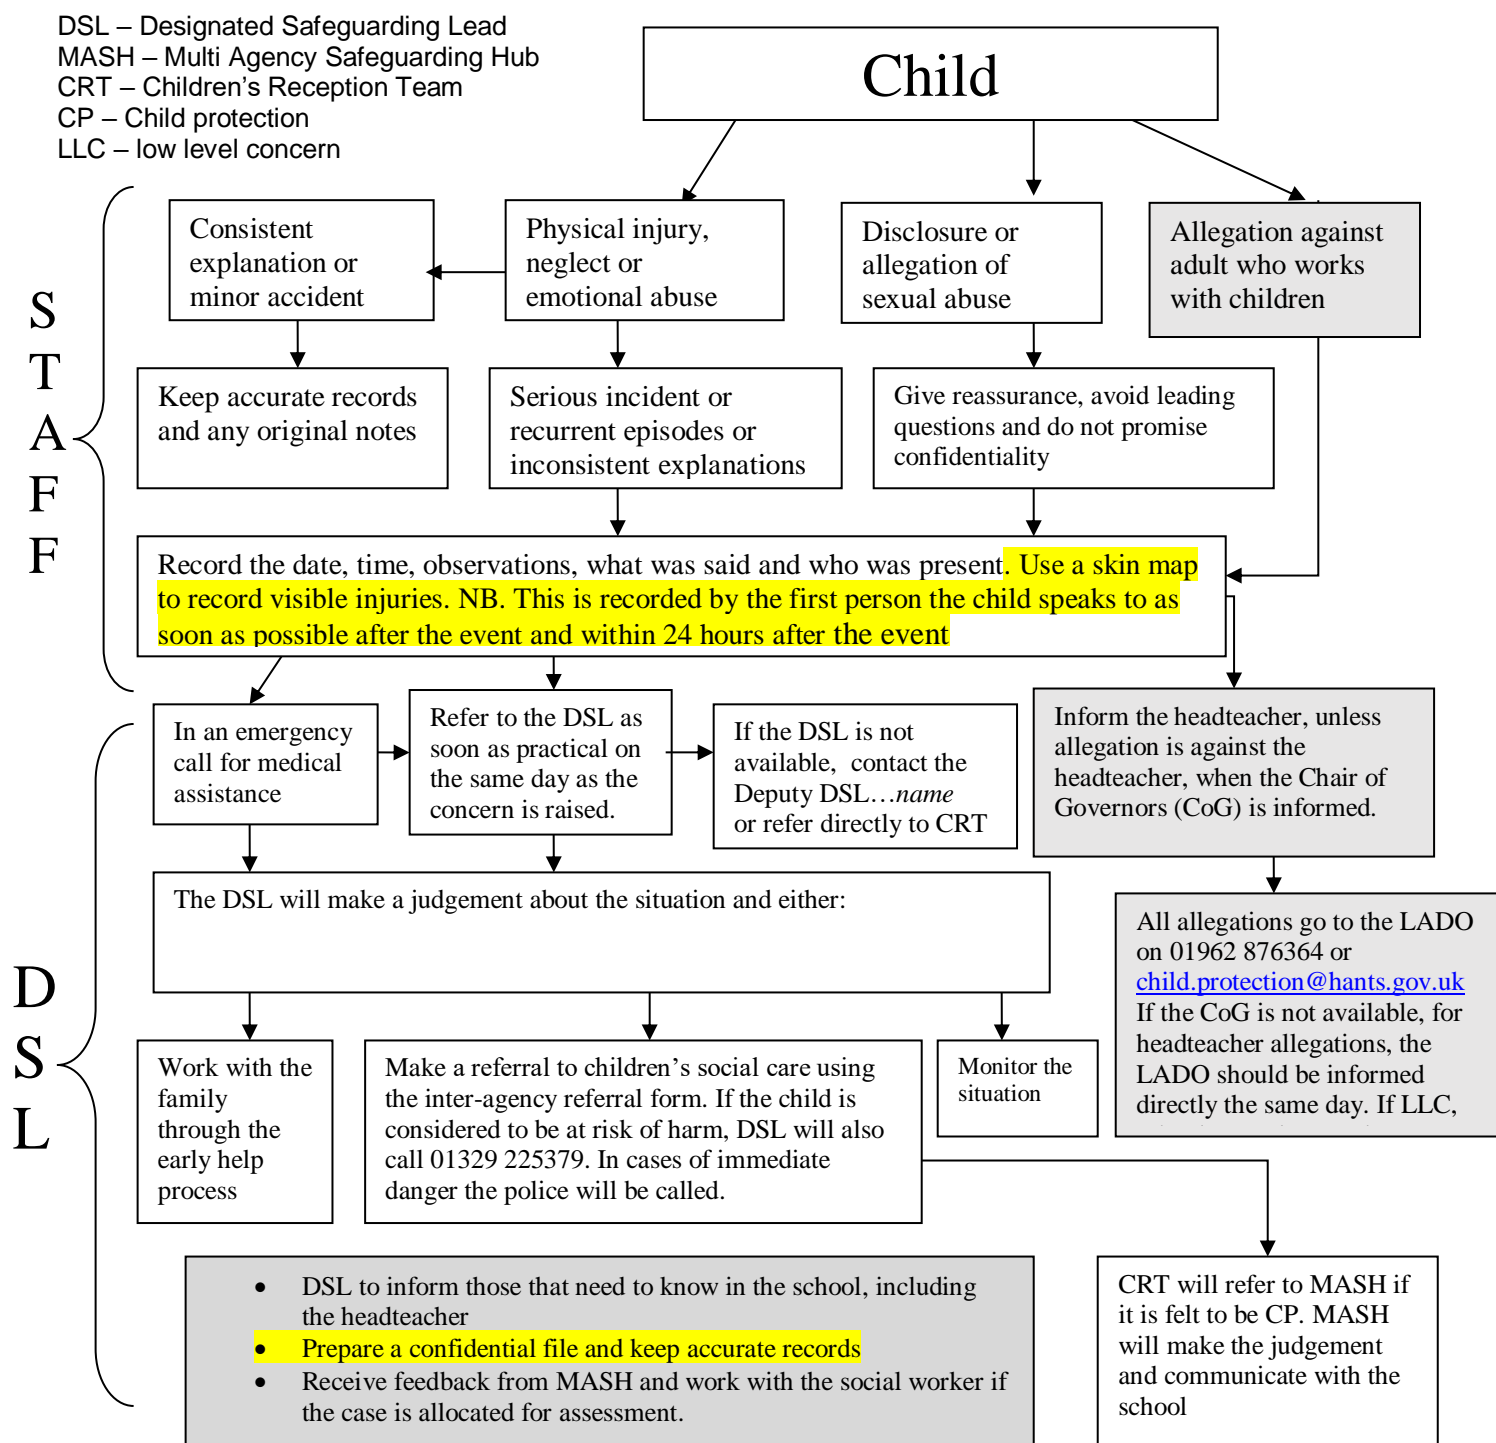 DSL – Designated Safeguarding Lead
MASH – Multi Agency Safeguarding Hub
CRT – Children's Reception Team
CP – Child protection
LLC – low level concern
Child
S
T
A
F
F
Consistent
explanation or
minor accident
Physical injury,
neglect or
emotional abuse
Disclosure or
allegation of
sexual abuse
Allegation against
adult who works
with children
Keep accurate records
and any original notes
Serious incident or
recurrent episodes or
inconsistent explanations
Give reassurance, avoid leading
questions and do not promise
confidentiality
Record the date, time, observations, what was said and who was present. Use a skin map
to record visible injuries. NB. This is recorded by the first person the child speaks to as
soon as possible after the event and within 24 hours after the event
D
S
L
In an emergency
call for medical
assistance
Refer to the DSL as
soon as practical on
the same day as the
concern is raised.
If the DSL is not
available, contact the
Deputy DSL…name
or refer directly to CRT
Inform the headteacher, unless
allegation is against the
headteacher, when the Chair of
Governors (CoG) is informed.
The DSL will make a judgement about the situation and either:
All allegations go to the LADO
on 01962 876364 or
child.protection@hants.gov.uk
If the CoG is not available, for
headteacher allegations, the
LADO should be informed
directly the same day. If LLC,
Work with the
family
through the
early help
process
Make a referral to children's social care using
the inter-agency referral form. If the child is
considered to be at risk of harm, DSL will also
call 01329 225379. In cases of immediate
danger the police will be called.
Monitor the
situation
• DSL to inform those that need to know in the school, including
the headteacher
• Prepare a confidential file and keep accurate records
• Receive feedback from MASH and work with the social worker if
the case is allocated for assessment.
CRT will refer to MASH if
it is felt to be CP. MASH
will make the judgement
and communicate with the
school